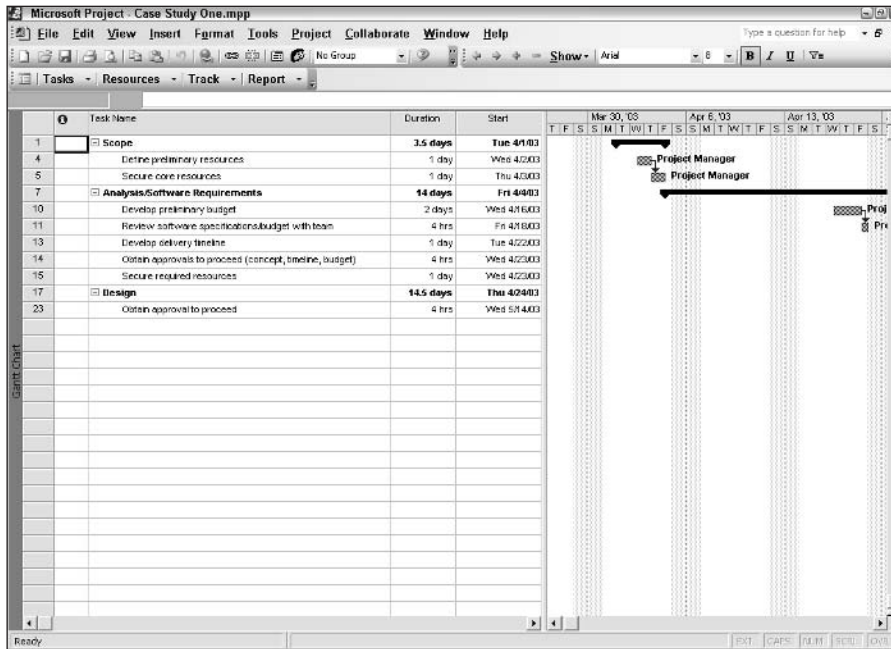 Microsoft Project - Case Study One.mpp
File Edit View Insert Format Tools Project Collaborate Window Help Type a question for help
No Group Show Arial 8 B I U
Tasks Resources Track Report
Task Name Duration Start Mar 30, '03 Apr 6, '03 Apr 13, '03
T F S S M T W T F S S M T W T F S S M T W T F S
1 Scope 3.5 days Tue 4/1/03
4 Define preliminary resources 1 day Wed 4/2/03 Project Manager
5 Secure core resources 1 day Thu 4/3/03 Project Manager
7 Analysis/Software Requirements 14 days Fri 4/4/03
10 Develop preliminary budget 2 days Wed 4/16/03 Proj
11 Review software specifications/budget with team 4 hrs Fri 4/18/03 Pro
13 Develop delivery timeline 1 day Tue 4/22/03
14 Obtain approvals to proceed (concept, timeline, budget) 4 hrs Wed 4/23/03
15 Secure required resources 1 day Wed 4/23/03
17 Design 14.5 days Thu 4/24/03
23 Obtain approval to proceed 4 hrs Wed 5/14/03
Gantt Chart
Ready EXT CAPS NUM SCRL OVR